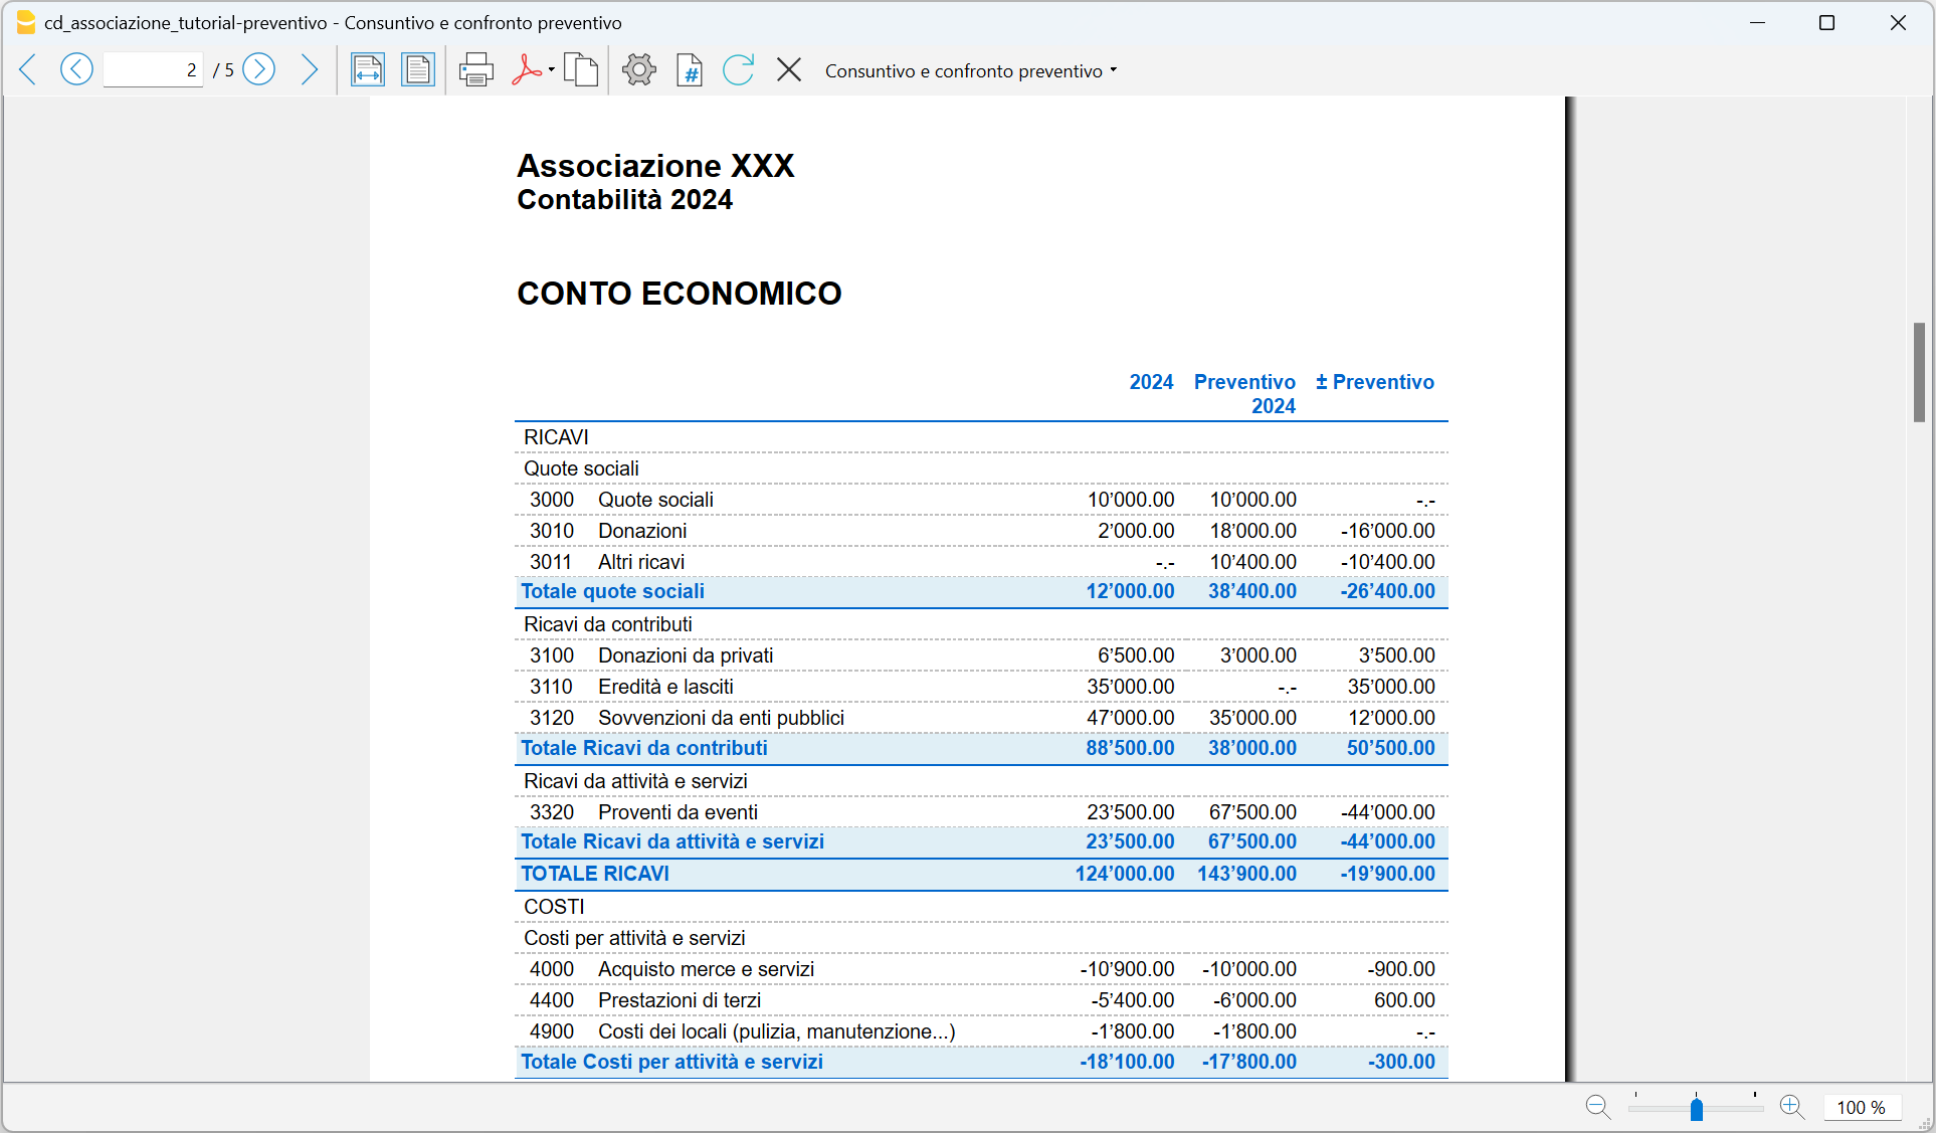 cd_associazione_tutorial-preventivo - Consuntivo e confronto preventivo
2 / 5 # Consuntivo e confronto preventivo
Associazione XXX
Contabilità 2024
CONTO ECONOMICO
2024 Preventivo 2024 ± Preventivo
RICAVI
Quote sociali
3000 Quote sociali 10’000.00 10’000.00 -.-
3010 Donazioni 2’000.00 18’000.00 -16’000.00
3011 Altri ricavi -.- 10’400.00 -10’400.00
Totale quote sociali 12’000.00 38’400.00 -26’400.00
Ricavi da contributi
3100 Donazioni da privati 6’500.00 3’000.00 3’500.00
3110 Eredità e lasciti 35’000.00 -.- 35’000.00
3120 Sovvenzioni da enti pubblici 47’000.00 35’000.00 12’000.00
Totale Ricavi da contributi 88’500.00 38’000.00 50’500.00
Ricavi da attività e servizi
3320 Proventi da eventi 23’500.00 67’500.00 -44’000.00
Totale Ricavi da attività e servizi 23’500.00 67’500.00 -44’000.00
TOTALE RICAVI 124’000.00 143’900.00 -19’900.00
COSTI
Costi per attività e servizi
4000 Acquisto merce e servizi -10’900.00 -10’000.00 -900.00
4400 Prestazioni di terzi -5’400.00 -6’000.00 600.00
4900 Costi dei locali (pulizia, manutenzione...) -1’800.00 -1’800.00 -.-
Totale Costi per attività e servizi -18’100.00 -17’800.00 -300.00
100 %